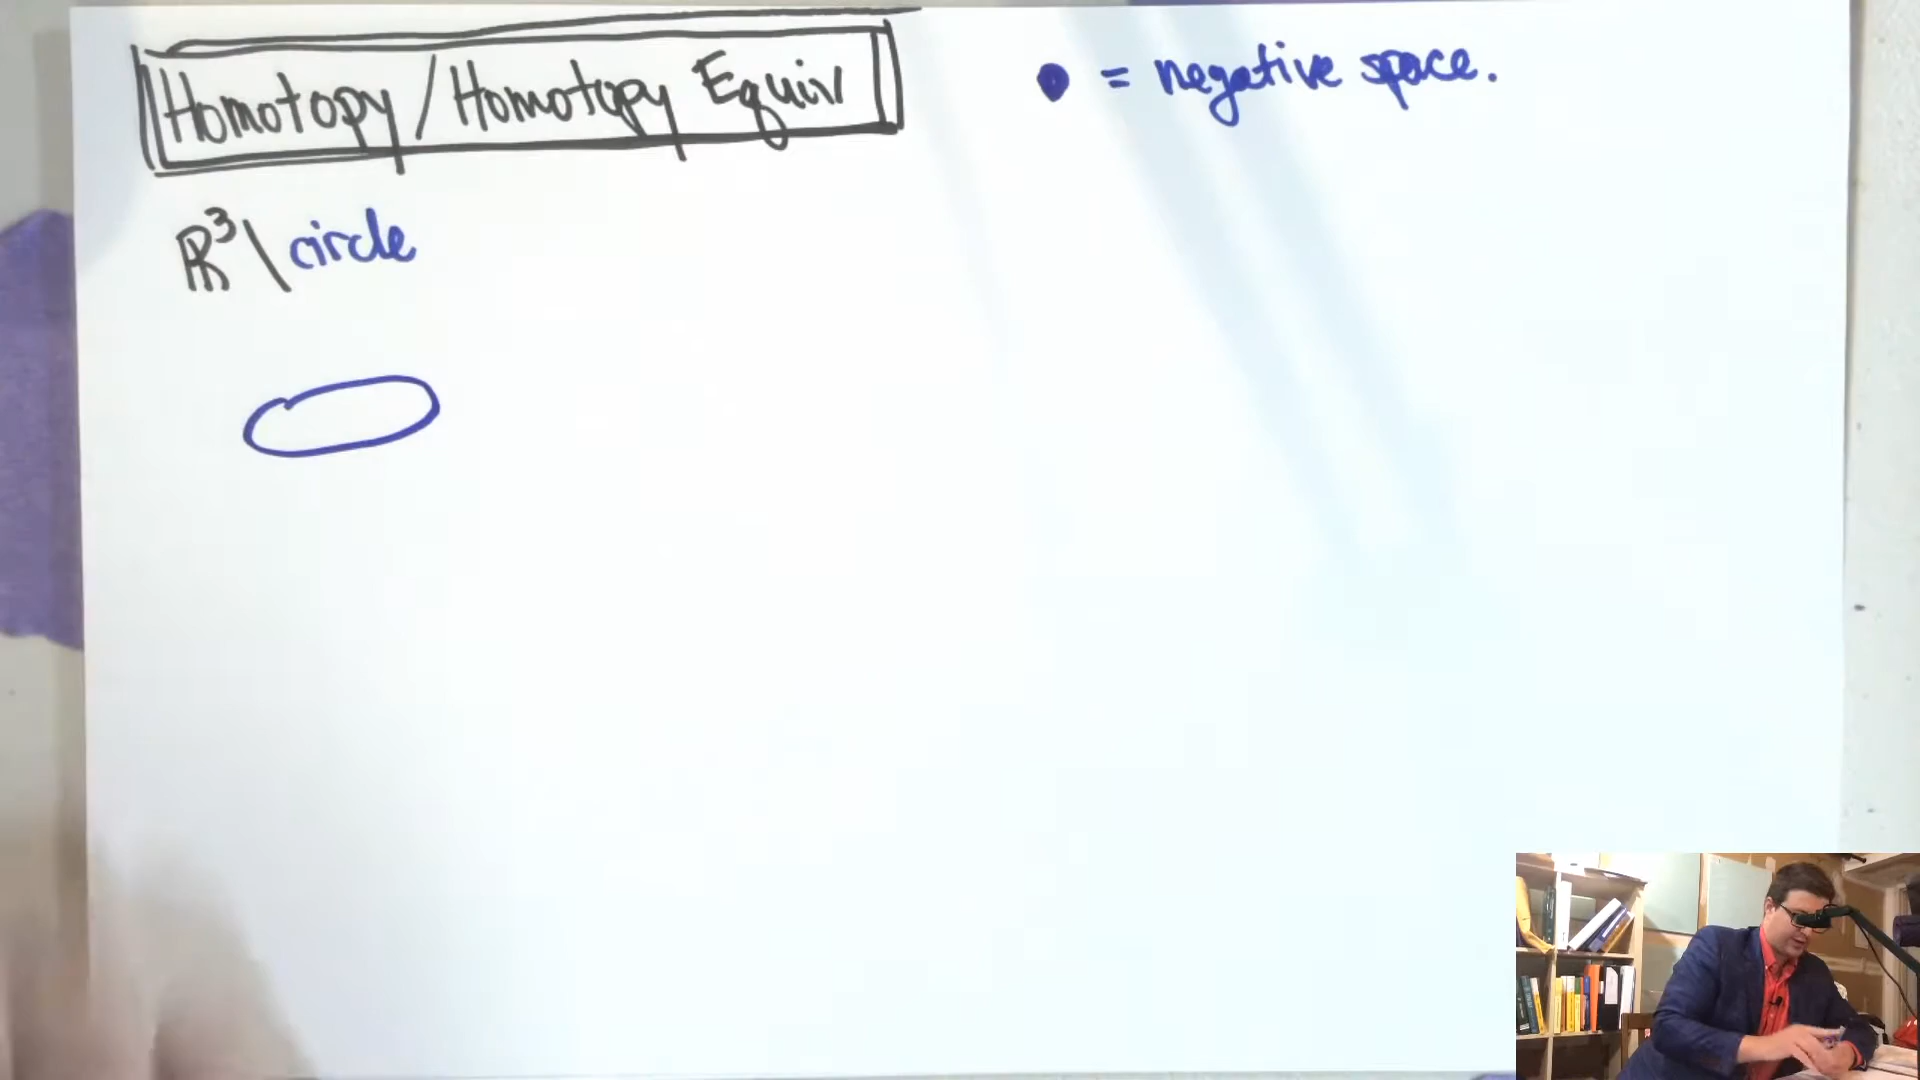 Homotopy / Homotopy Equiv
● = negative space.
ℝ³ \ circle